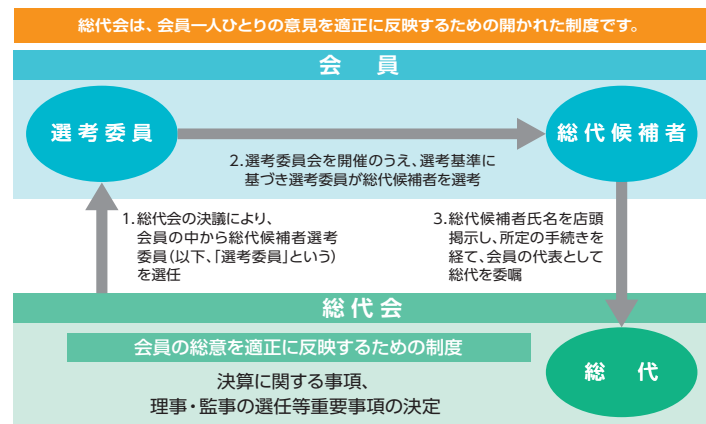 総代会は、会員一人ひとりの意見を適正に反映するための開かれた制度です。
会 員
選考委員
総代候補者
2.選考委員会を開催のうえ、選考基準に
基づき選考委員が総代候補者を選考
1.総代会の決議により、
会員の中から総代候補者選考
委員(以下、「選考委員」という)
を選任
3.総代候補者氏名を店頭
掲示し、所定の手続きを
経て、会員の代表として
総代を委嘱
総代会
会員の総意を適正に反映するための制度
決算に関する事項、
理事・監事の選任等重要事項の決定
総 代